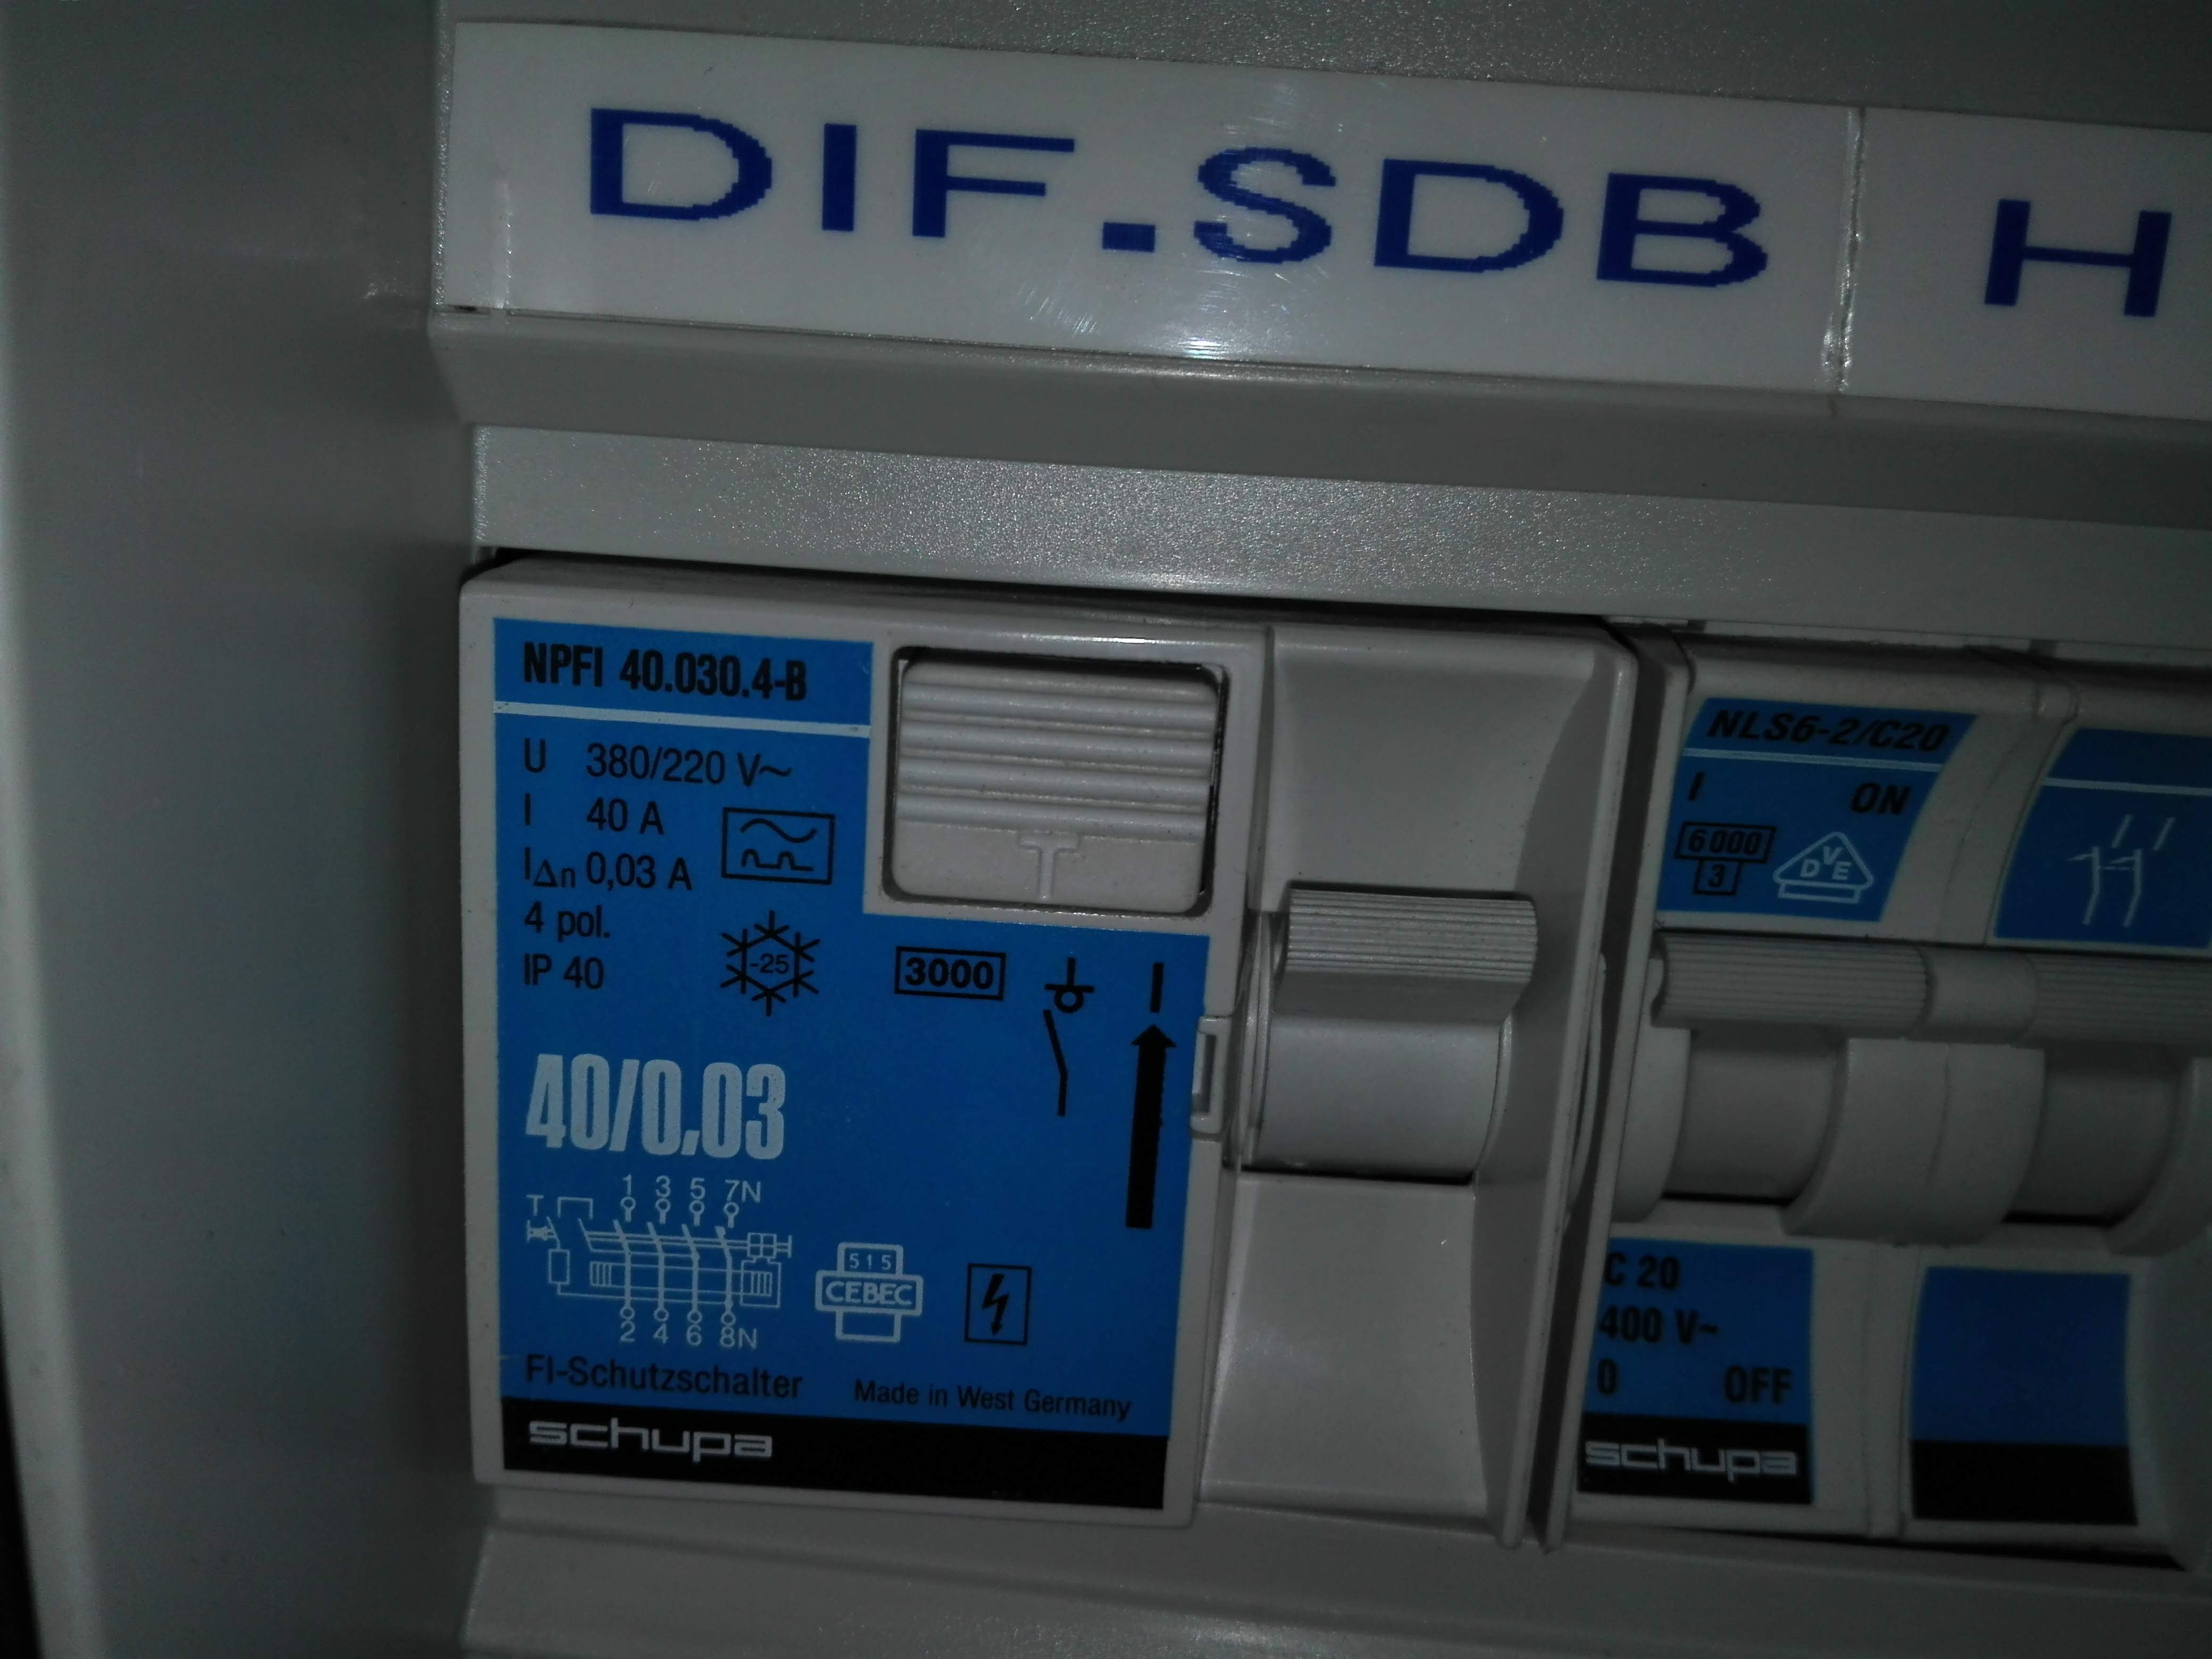 DIF.SDB H
NPFI 40.030.4-B
U 380/220 V~
I 40 A
I∆n 0,03 A
4 pol.
IP 40
-25
3000
I
40/0,03
T
1 3 5 7N
2 4 6 8N
515
CEBEC
FI-Schutzschalter
Made in West Germany
schupa
T
NLS6-2/C20
I ON
6000
3
DVE
C 20
400 V~
0 OFF
schupa